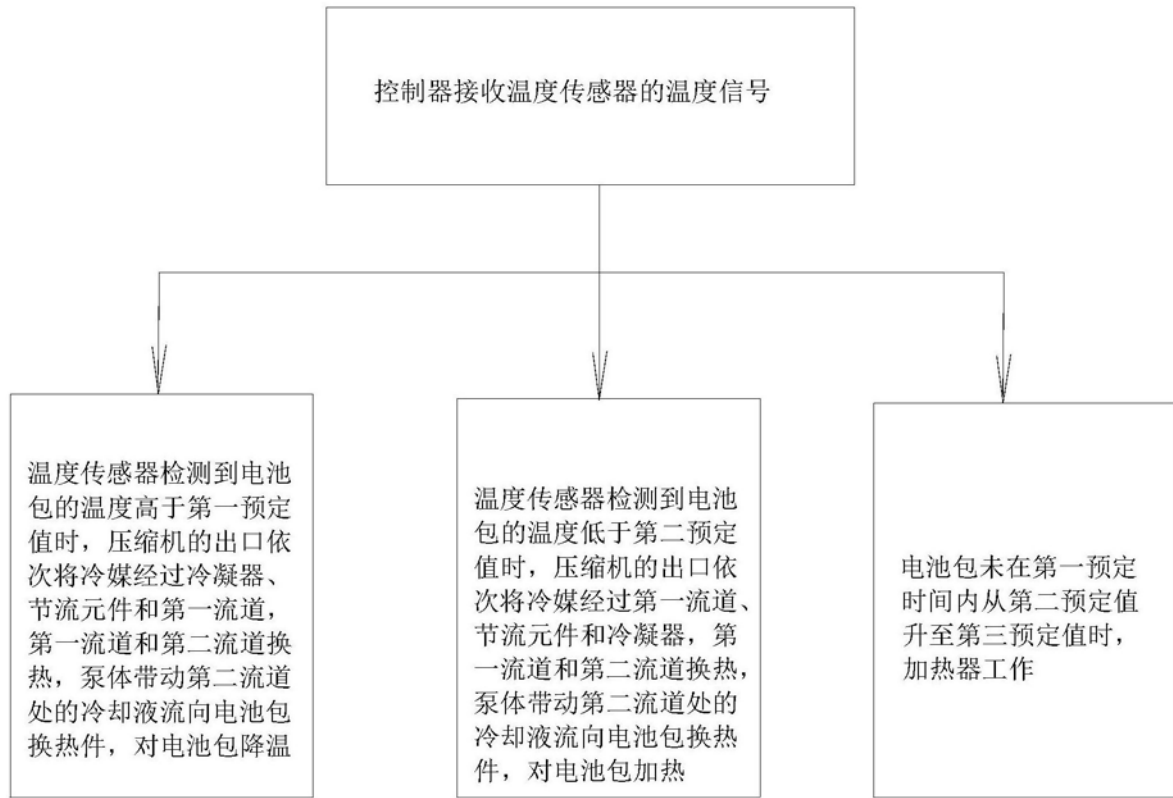 控制器接收温度传感器的温度信号
温度传感器检测到电池
包的温度高于第一预定
值时，压缩机的出口依
次将冷媒经过冷凝器、
节流元件和第一流道，
第一流道和第二流道换
热，泵体带动第二流道
处的冷却液流向电池包
换热件，对电池包降温
温度传感器检测到电池
包的温度低于第二预定
值时，压缩机的出口依
次将冷媒经过第一流道、
节流元件和冷凝器，第
一流道和第二流道换热，
泵体带动第二流道处的
冷却液流向电池包换热
件，对电池包加热
电池包未在第一预定
时间内从第二预定值
升至第三预定值时，
加热器工作